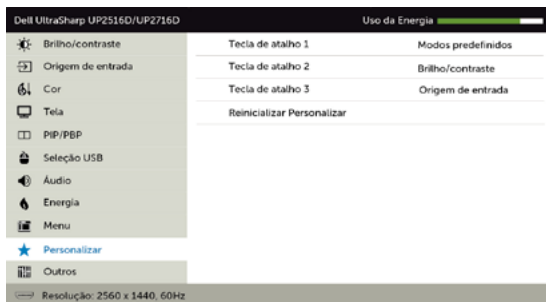 Dell UltraSharp UP2516D/UP2716D Uso da Energia
Brilho/contraste Tecla de atalho 1 Modos predefinidos
Origem de entrada Tecla de atalho 2 Brilho/contraste
Cor Tecla de atalho 3 Origem de entrada
Tela Reinicializar Personalizar
PIP/PBP
Seleção USB
Áudio
Energia
Menu
Personalizar
Outros
Resolução: 2560 x 1440, 60Hz